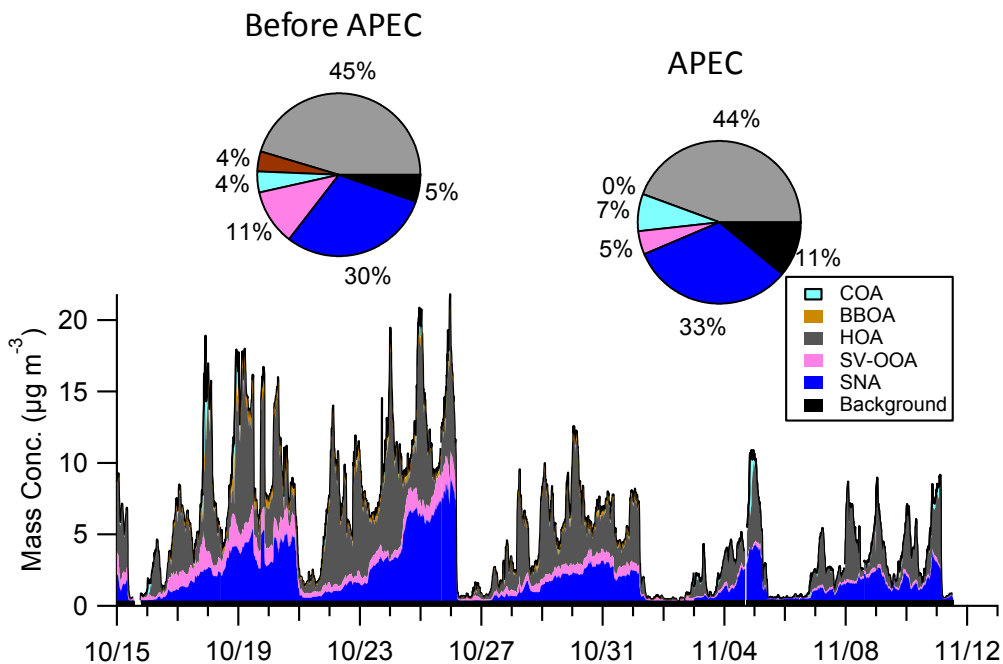 Before APEC
45%
4%
4%
11%
30%
5%
APEC
44%
0%
7%
5%
33%
11%
COA
BBOA
HOA
SV-OOA
SNA
Background
Mass Conc. (µg m⁻³)
20
15
10
5
0
10/15 10/19 10/23 10/27 10/31 11/04 11/08 11/12